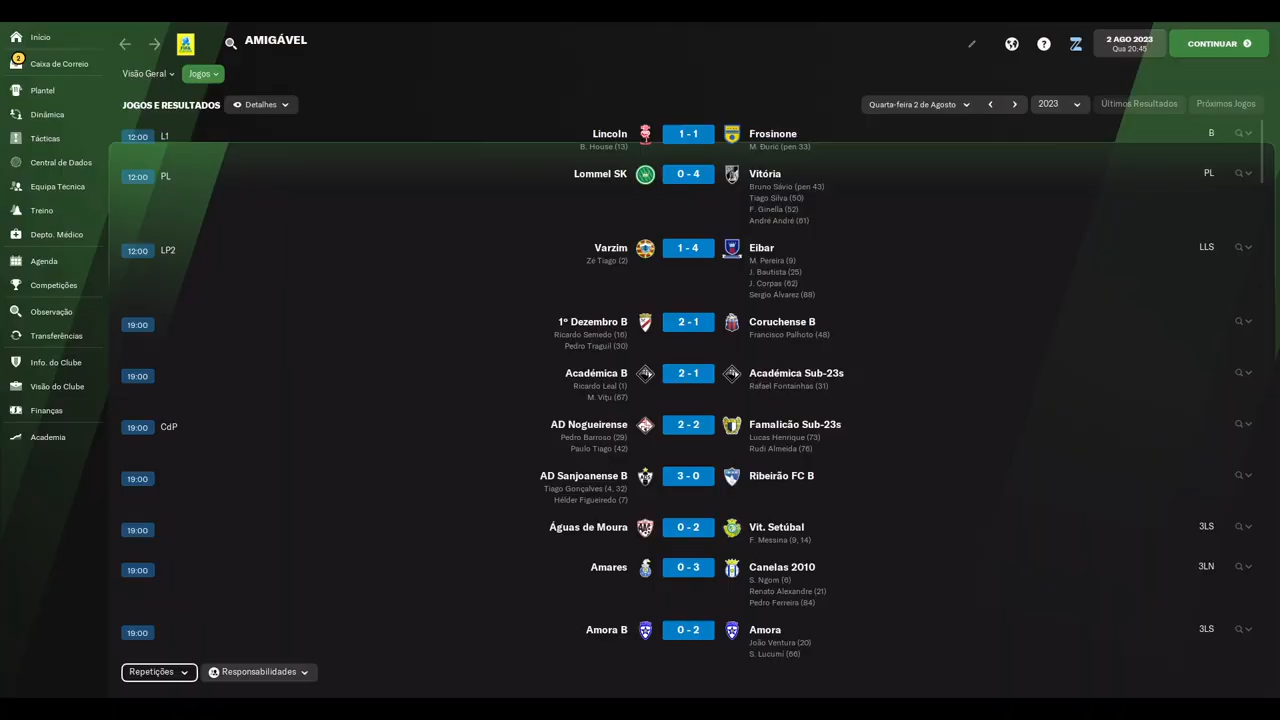 Início
AMIGÁVEL
2 AGO 2023
Qua 20:45
CONTINUAR
2
Caixa de Correio
Visão Geral
Jogos
Plantel
JOGOS E RESULTADOS
Detalhes
Quarta-feira 2 de Agosto
2023
Últimos Resultados
Próximos Jogos
Dinâmica
Tácticas
Central de Dados
Equipa Técnica
Treino
Depto. Médico
Agenda
Competições
Observação
Transferências
Info. do Clube
Visão do Clube
Finanças
Academia
12:00 L1 Lincoln 1 - 1 Frosinone B
B. House (13) M. Đurić (pen 33)
12:00 PL Lommel SK 0 - 4 Vitória PL
Bruno Sávio (pen 43)
Tiago Silva (50)
F. Ginella (52)
André André (61)
12:00 LP2 Varzim 1 - 4 Eibar LLS
Zé Tiago (2) M. Pereira (9)
J. Bautista (25)
J. Corpas (62)
Sergio Álvarez (88)
19:00 1º Dezembro B 2 - 1 Coruchense B
Ricardo Semedo (16) Francisco Palhoto (48)
Pedro Traguil (30)
19:00 Académica B 2 - 1 Académica Sub-23s
Ricardo Leal (1) Rafael Fontainhas (31)
M. Vițu (67)
19:00 CdP AD Nogueirense 2 - 2 Famalicão Sub-23s
Pedro Barroso (29) Lucas Henrique (73)
Paulo Tiago (42) Rudi Almeida (76)
19:00 AD Sanjoanense B 3 - 0 Ribeirão FC B
Tiago Gonçalves (4, 32)
Hélder Figueiredo (7)
19:00 Águas de Moura 0 - 2 Vit. Setúbal 3LS
F. Messina (9, 14)
19:00 Amares 0 - 3 Canelas 2010 3LN
S. Ngom (6)
Renato Alexandre (21)
Pedro Ferreira (84)
19:00 Amora B 0 - 2 Amora 3LS
João Ventura (20)
S. Lucumí (66)
Repetições
Responsabilidades